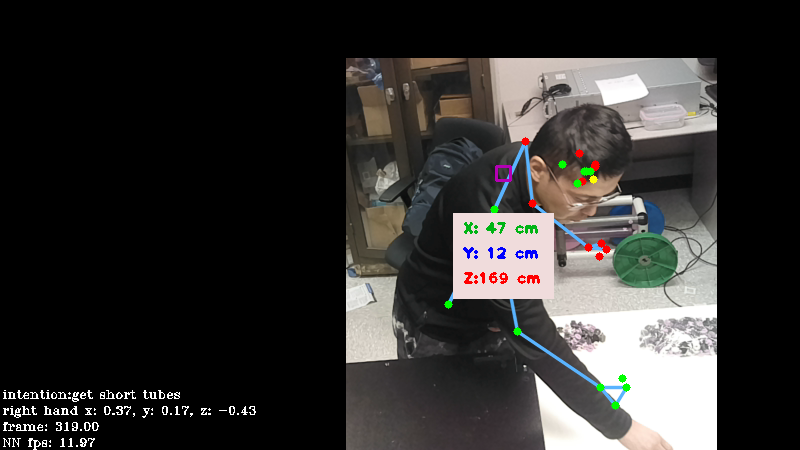 X: 47 cm
Y: 12 cm
Z:169 cm
intention:get short tubes
right hand x: 0.37, y: 0.17, z: -0.43
frame: 319.00
NN fps: 11.97